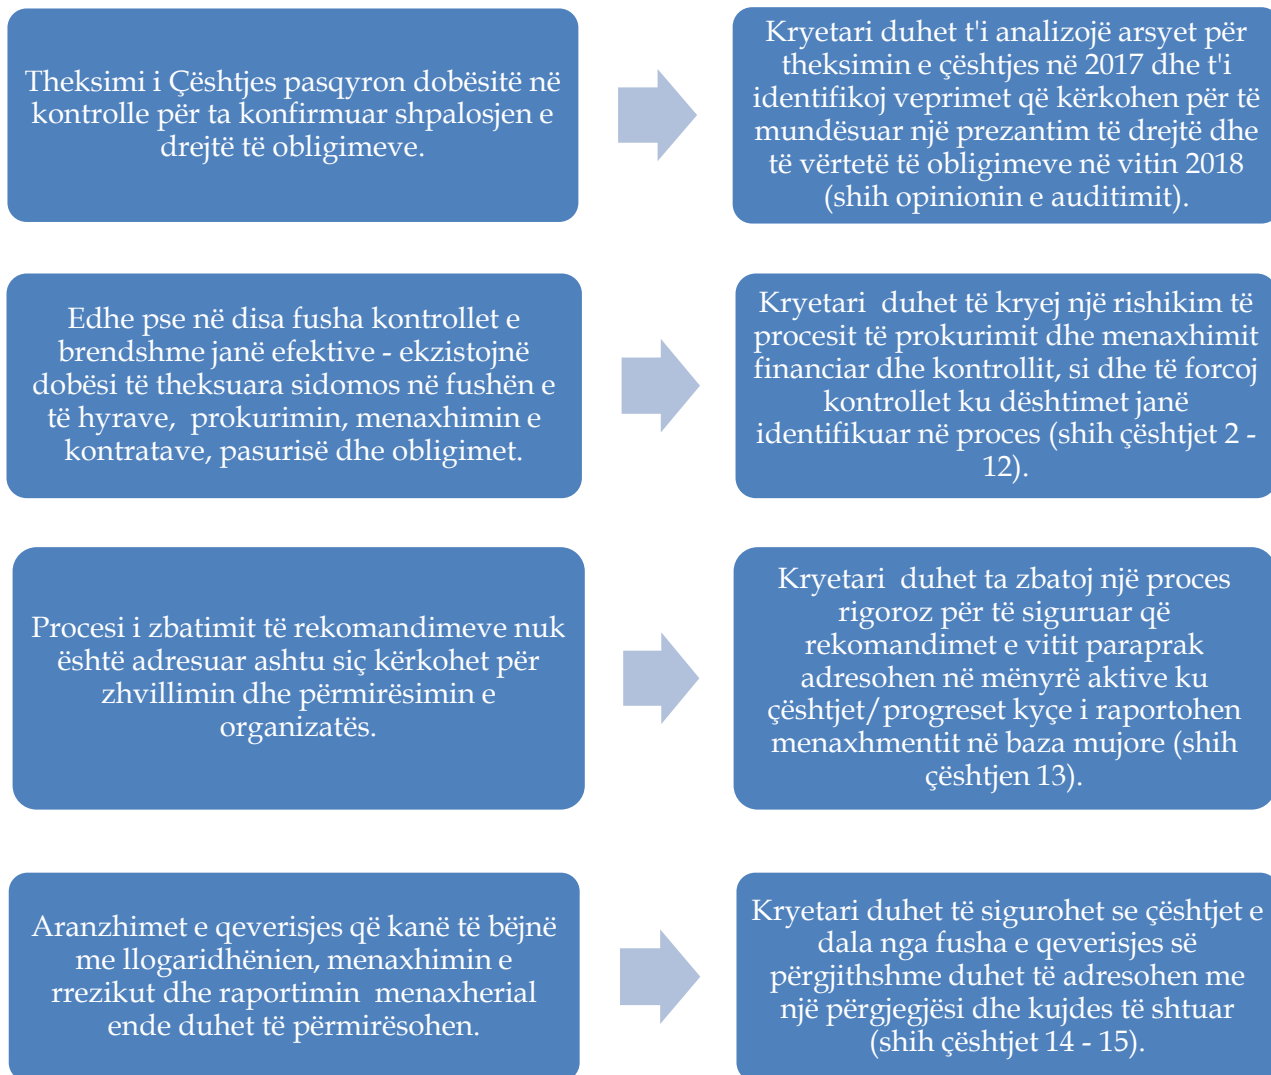 Theksimi i Çështjes pasqyron dobësitë në
kontrolle për ta konfirmuar shpalosjen e
drejtë të obligimeve.
Kryetari duhet t'i analizojë arsyet për
theksimin e çështjes në 2017 dhe t'i
identifikoj veprimet që kërkohen për të
mundësuar një prezantim të drejtë dhe
të vërtetë të obligimeve në vitin 2018
(shih opinionin e auditimit).
Edhe pse në disa fusha kontrollet e
brendshme janë efektive - ekzistojnë
dobësi të theksuara sidomos në fushën e
të hyrave, prokurimin, menaxhimin e
kontratave, pasurisë dhe obligimet.
Kryetari duhet të kryej një rishikim të
procesit të prokurimit dhe menaxhimit
financiar dhe kontrollit, si dhe të forcoj
kontrollet ku dështimet janë
identifikuar në proces (shih çështjet 2 -
12).
Procesi i zbatimit të rekomandimeve nuk
është adresuar ashtu siç kërkohet për
zhvillimin dhe përmirësimin e
organizatës.
Kryetari duhet ta zbatoj një proces
rigoroz për të siguruar që
rekomandimet e vitit paraprak
adresohen në mënyrë aktive ku
çështjet/progreset kyçe i raportohen
menaxhmentit në baza mujore (shih
çështjen 13).
Aranzhimet e qeverisjes që kanë të bëjnë
me llogaridhënien, menaxhimin e
rrezikut dhe raportimin menaxherial
ende duhet të përmirësohen.
Kryetari duhet të sigurohet se çështjet e
dala nga fusha e qeverisjes së
përgjithshme duhet të adresohen me
një përgjegjësi dhe kujdes të shtuar
(shih çështjet 14 - 15).